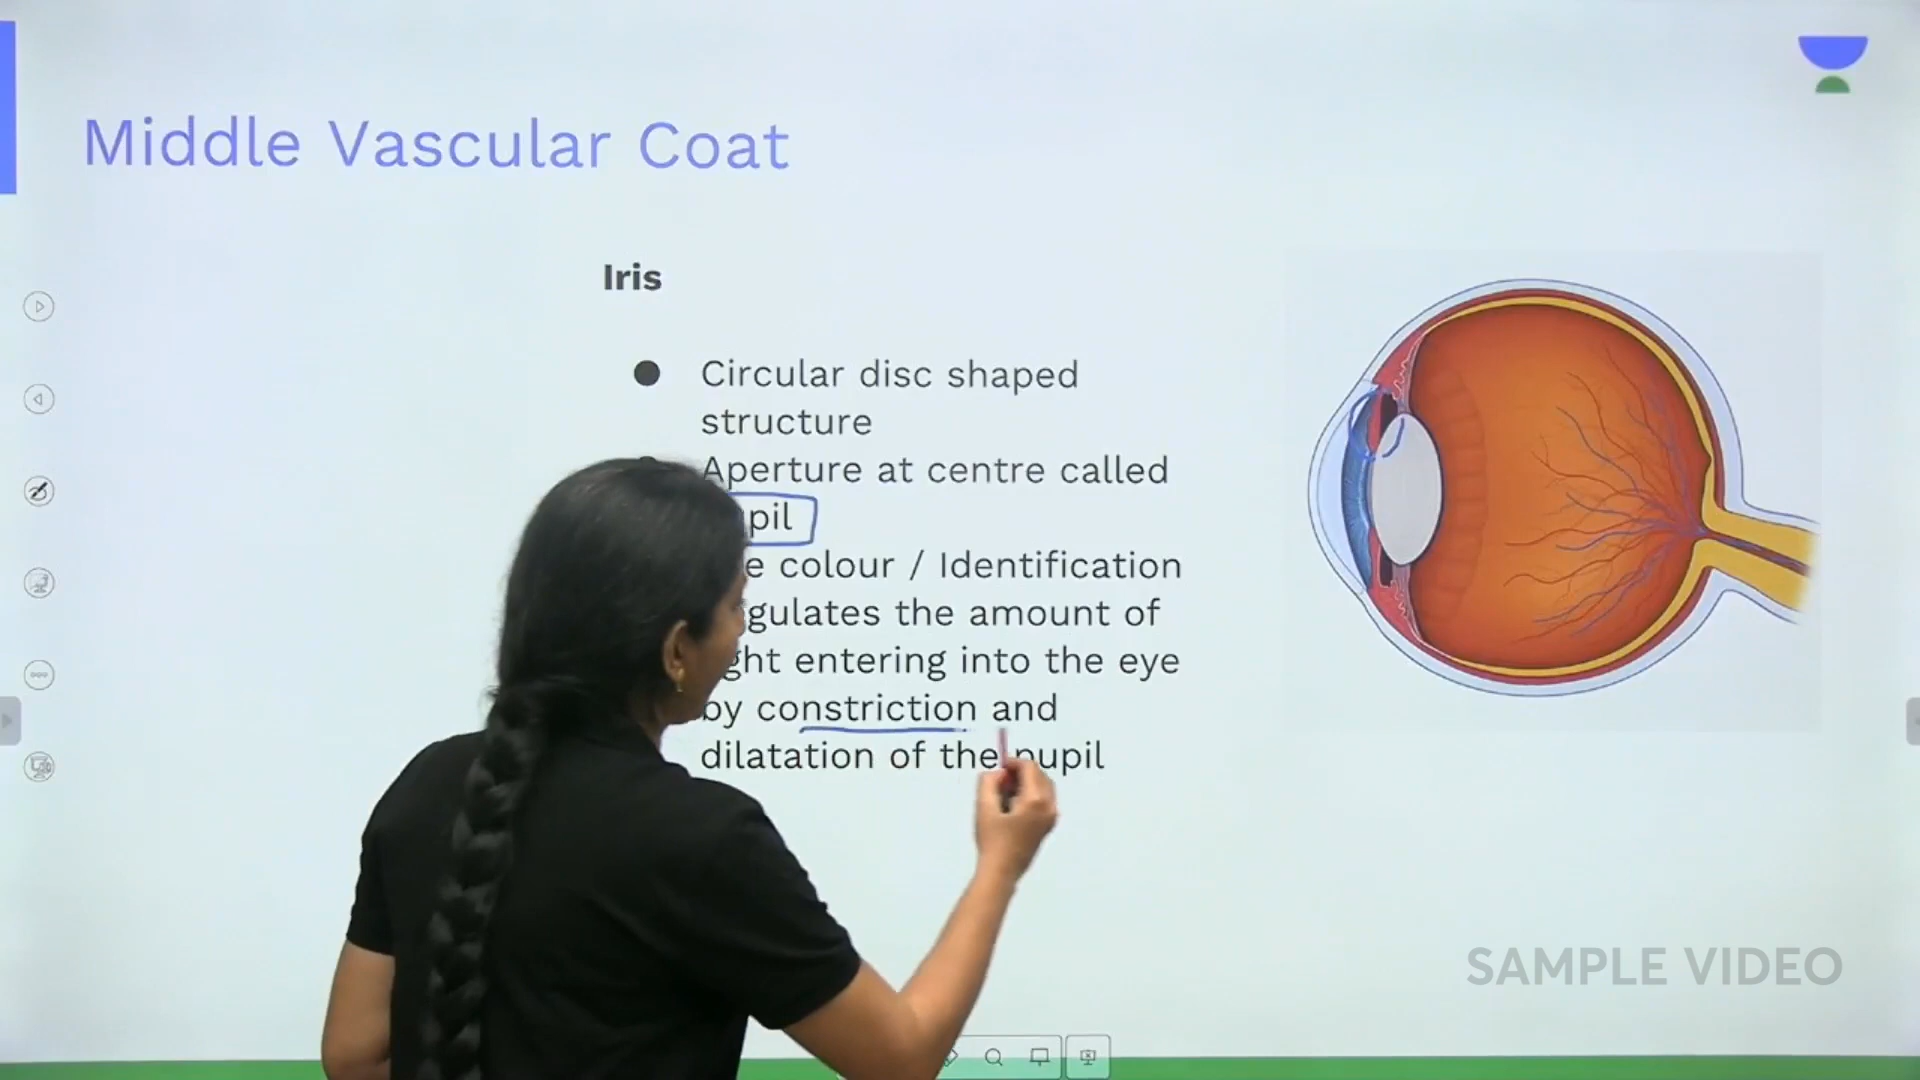 Middle Vascular Coat
Iris
Circular disc shaped
structure
Aperture at centre called
pil
e colour / Identification
gulates the amount of
ght entering into the eye
by constriction and
dilatation of the pupil
SAMPLE VIDEO